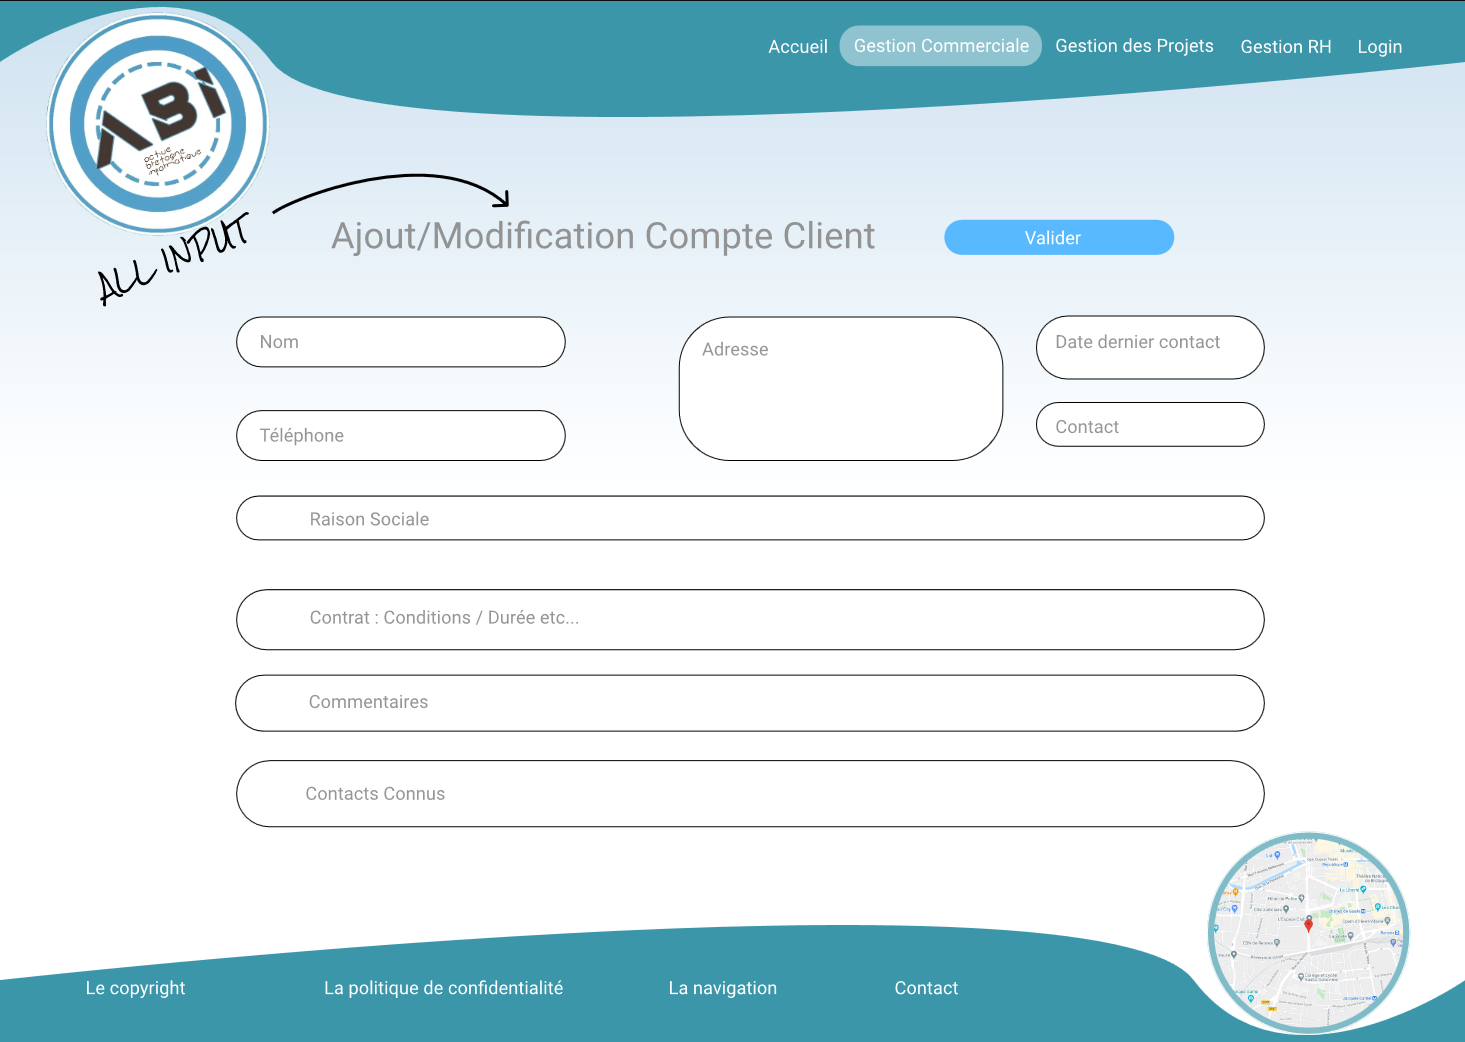 Accueil
Gestion Commerciale
Gestion des Projets
Gestion RH
Login
ABI
active
bretagne
informatique
ALL INPUT
Ajout/Modification Compte Client
Valider
Nom
Adresse
Date dernier contact
Téléphone
Contact
Raison Sociale
Contrat : Conditions / Durée etc...
Commentaires
Contacts Connus
Le copyright
La politique de confidentialité
La navigation
Contact